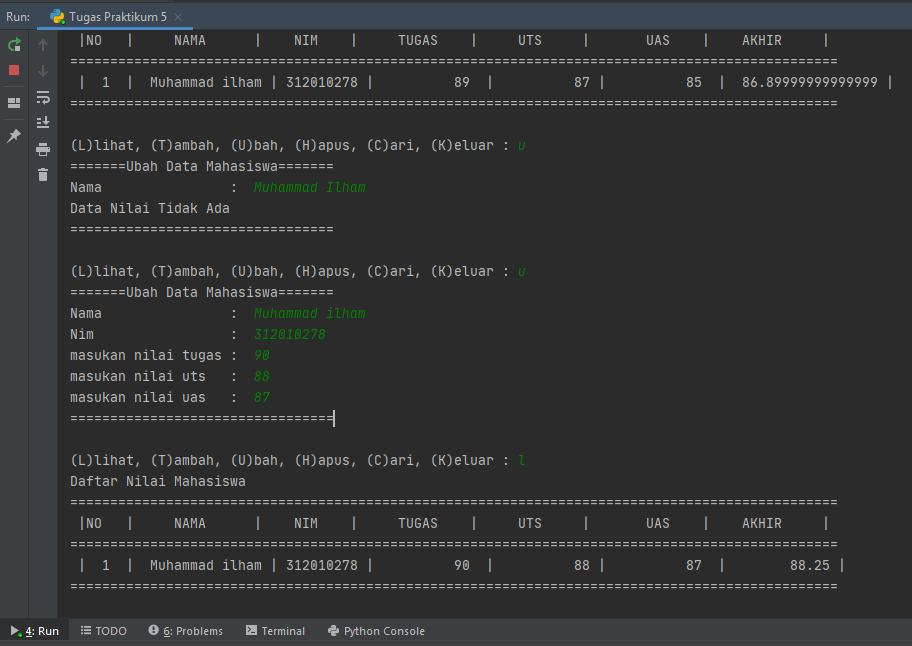 Run: Tugas Praktikum 5 ×
|NO   |     NAMA      |    NIM    |     TUGAS    |     UTS     |       UAS    |    AKHIR     |
================================================================================================
|  1  |  Muhammad ilham | 312010278 |          89  |          87 |          85  |  86.89999999999999 |
================================================================================================
(L)lihat, (T)ambah, (U)bah, (H)apus, (C)ari, (K)eluar : u
=======Ubah Data Mahasiswa=======
Nama                :  Muhammad Ilham
Data Nilai Tidak Ada
=================================
(L)lihat, (T)ambah, (U)bah, (H)apus, (C)ari, (K)eluar : u
=======Ubah Data Mahasiswa=======
Nama                :  Muhammad ilham
Nim                 :  312010278
masukan nilai tugas :  90
masukan nilai uts   :  88
masukan nilai uas   :  87
=================================
(L)lihat, (T)ambah, (U)bah, (H)apus, (C)ari, (K)eluar : l
Daftar Nilai Mahasiswa
================================================================================================
|NO   |     NAMA      |    NIM    |     TUGAS    |     UTS     |       UAS    |    AKHIR     |
================================================================================================
|  1  |  Muhammad ilham | 312010278 |          90  |          88 |          87  |        88.25 |
================================================================================================
4: Run TODO 6: Problems Terminal Python Console